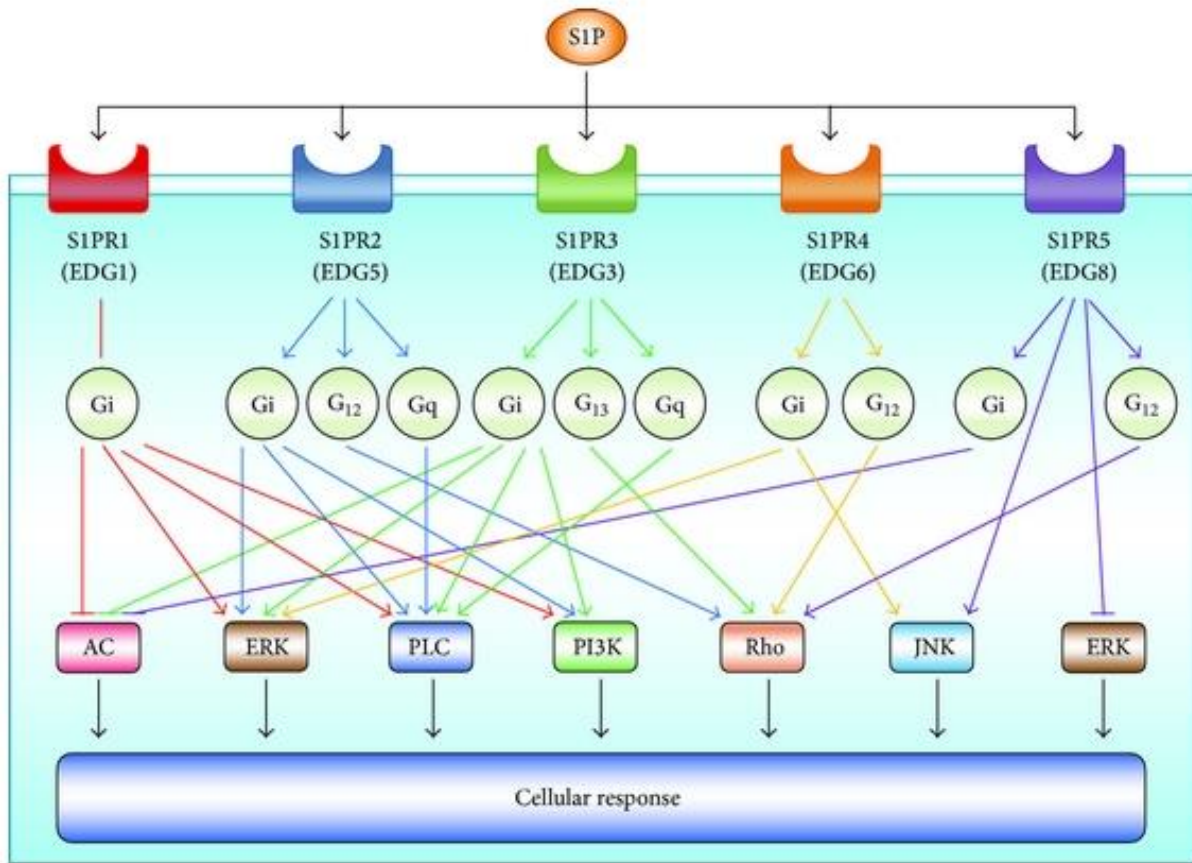 S1P
S1PR1
(EDG1)
S1PR2
(EDG5)
S1PR3
(EDG3)
S1PR4
(EDG6)
S1PR5
(EDG8)
Gi
Gi
G₁₂
Gq
Gi
G₁₃
Gq
Gi
G₁₂
Gi
G₁₂
AC
ERK
PLC
PI3K
Rho
JNK
ERK
Cellular response